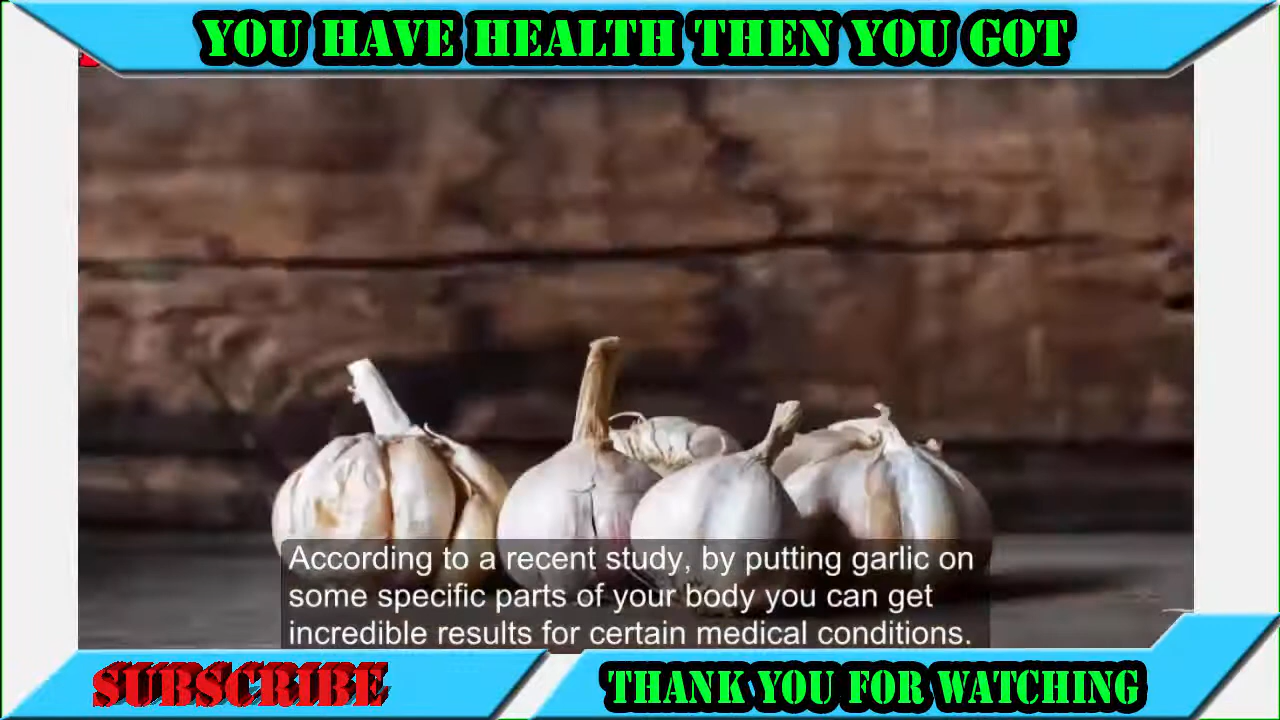 YOU HAVE HEALTH THEN YOU GOT
According to a recent study, by putting garlic on
some specific parts of your body you can get
incredible results for certain medical conditions.
SUBSCRIBE
THANK YOU FOR WATCHING